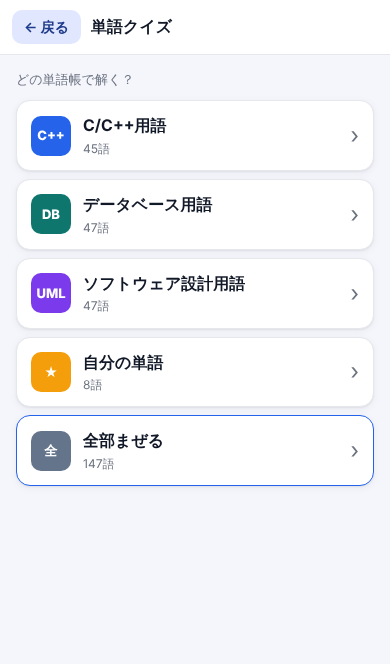 ← 戻る 単語クイズ
どの単語帳で解く？
C++ C/C++用語
45語
DB データベース用語
47語
UML ソフトウェア設計用語
47語
★ 自分の単語
8語
全 全部まぜる
147語